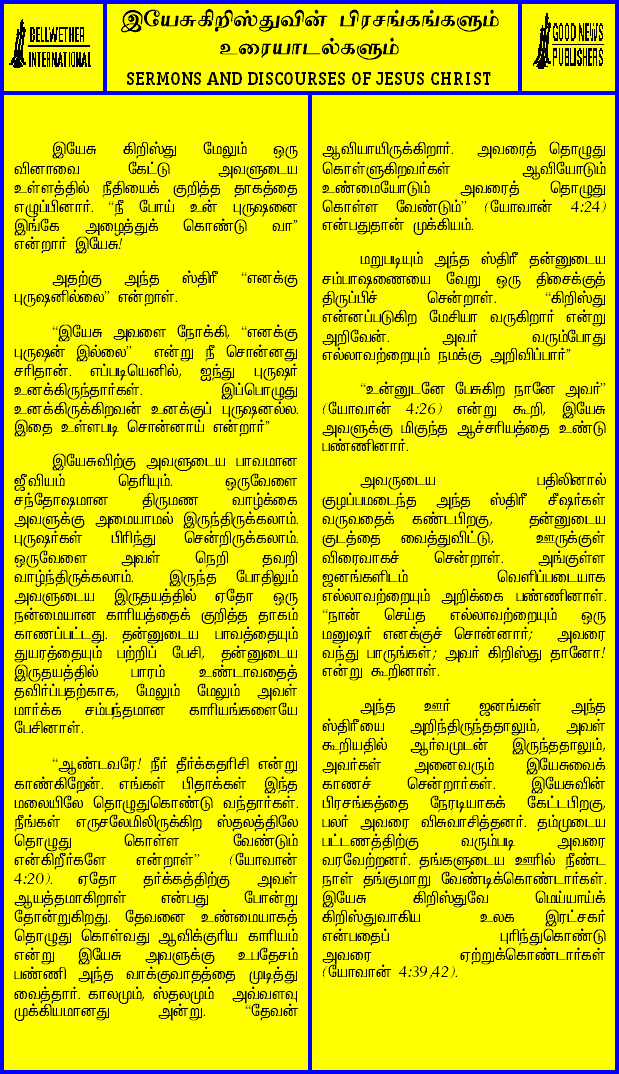 BELLWETHER
INTERNATIONAL
இயேசுகிறிஸ்துவின் பிரசங்கங்களும்
உரையாடல்களும்
SERMONS AND DISCOURSES OF JESUS CHRIST
GOOD NEWS
PUBLISHERS
இயேசு கிறிஸ்து மேலும் ஒரு
வினாவை கேட்டு அவளுடைய
உள்ளத்தில் நீதியைக் குறித்த தாகத்தை
எழுப்பினார். “நீ போய் உன் புருஷனை
இங்கே அழைத்துக் கொண்டு வா”
என்றார் இயேசு!
அதற்கு அந்த ஸ்திரீ “எனக்கு
புருஷனில்லை” என்றாள்.
“இயேசு அவளை நோக்கி, “எனக்கு
புருஷன் இல்லை” என்று நீ சொன்னது
சரிதான். எப்படியெனில், ஐந்து புருஷர்
உனக்கிருந்தார்கள். இப்பொழுது
உனக்கிருக்கிறவன் உனக்குப் புருஷனல்ல.
இதை உள்ளபடி சொன்னாய் என்றார்”
இயேசுவிற்கு அவளுடைய பாவமான
ஜீவியம் தெரியும். ஒருவேளை
சந்தோஷமான திருமண வாழ்க்கை
அவளுக்கு அமையாமல் இருந்திருக்கலாம்.
புருஷர்கள் பிரிந்து சென்றிருக்கலாம்.
ஒருவேளை அவள் நெறி தவறி
வாழ்ந்திருக்கலாம். இருந்த போதிலும்
அவளுடைய இருதயத்தில் ஏதோ ஒரு
நன்மையான காரியத்தைக் குறித்த தாகம்
காணப்பட்டது. தன்னுடைய பாவத்தையும்
துயரத்தையும் பற்றிப் பேசி, தன்னுடைய
இருதயத்தில் பாரம் உண்டாவதைத்
தவிர்ப்பதற்காக, மேலும் மேலும் அவள்
மார்க்க சம்பந்தமான காரியங்களையே
பேசினாள்.
“ஆண்டவரே! நீர் தீர்க்கதரிசி என்று
காண்கிறேன். எங்கள் பிதாக்கள் இந்த
மலையிலே தொழுதுகொண்டு வந்தார்கள்.
நீங்கள் எருசலேமிலிருக்கிற ஸ்தலத்திலே
தொழுது கொள்ள வேண்டும்
என்கிறீர்களே என்றாள்” (யோவான்
4:20). ஏதோ தர்க்கத்திற்கு அவள்
ஆயத்தமாகிறாள் என்பது போன்று
தோன்றுகிறது. தேவனை உண்மையாகத்
தொழுது கொள்வது ஆவிக்குரிய காரியம்
என்று இயேசு அவளுக்கு உபதேசம்
பண்ணி அந்த வாக்குவாதத்தை முடித்து
வைத்தார். காலமும், ஸ்தலமும் அவ்வளவு
முக்கியமானது அன்று. “தேவன்
ஆவியாயிருக்கிறார். அவரைத் தொழுது
கொள்ளுகிறவர்கள் ஆவியோடும்
உண்மையோடும் அவரைத் தொழுது
கொள்ள வேண்டும்” (யோவான் 4:24)
என்பதுதான் முக்கியம்.
மறுபடியும் அந்த ஸ்திரீ தன்னுடைய
சம்பாஷணையை வேறு ஒரு திசைக்குத்
திருப்பிச் சென்றாள். “கிறிஸ்து
என்னப்படுகிற மேசியா வருகிறார் என்று
அறிவேன். அவர் வரும்போது
எல்லாவற்றையும் நமக்கு அறிவிப்பார்”
“உன்னுடனே பேசுகிற நானே அவர்”
(யோவான் 4:26) என்று கூறி, இயேசு
அவளுக்கு மிகுந்த ஆச்சரியத்தை உண்டு
பண்ணினார்.
அவருடைய பதிலினால்
குழப்பமடைந்த அந்த ஸ்திரீ சீஷர்கள்
வருவதைக் கண்டபிறகு, தன்னுடைய
குடத்தை வைத்துவிட்டு, ஊருக்குள்
விரைவாகச் சென்றாள். அங்குள்ள
ஜனங்களிடம் வெளிப்படையாக
எல்லாவற்றையும் அறிக்கை பண்ணினாள்.
“நான் செய்த எல்லாவற்றையும் ஒரு
மனுஷர் எனக்குச் சொன்னார்; அவரை
வந்து பாருங்கள்; அவர் கிறிஸ்து தானோ!
என்று கூறினாள்.
அந்த ஊர் ஜனங்கள் அந்த
ஸ்திரீயை அறிந்திருந்ததாலும், அவள்
கூறியதில் ஆர்வமுடன் இருந்ததாலும்,
அவர்கள் அனைவரும் இயேசுவைக்
காணச் சென்றார்கள். இயேசுவின்
பிரசங்கத்தை நேரடியாகக் கேட்டபிறகு,
பலர் அவரை விசுவாசித்தனர். தம்முடைய
பட்டணத்திற்கு வரும்படி அவரை
வரவேற்றனர். தங்களுடைய ஊரில் நீண்ட
நாள் தங்குமாறு வேண்டிக்கொண்டார்கள்.
இயேசு கிறிஸ்துவே மெய்யாய்க்
கிறிஸ்துவாகிய உலக இரட்சகர்
என்பதைப் புரிந்துகொண்டு
அவரை ஏற்றுக்கொண்டார்கள்
(யோவான் 4:39,42).